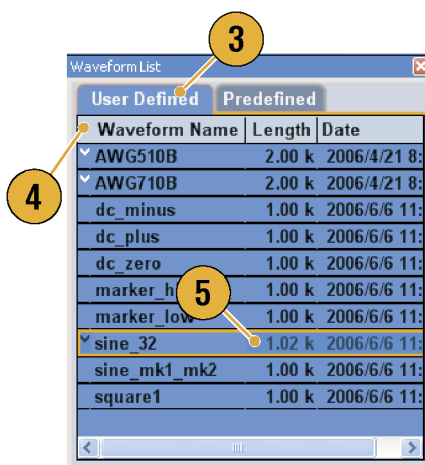 3
Waveform List
User Defined Predefined
Waveform Name Length Date
4
AWG510B 2.00 k 2006/4/21 8:
AWG710B 2.00 k 2006/4/21 8:
dc_minus 1.00 k 2006/6/6 11:
dc_plus 1.00 k 2006/6/6 11:
dc_zero 1.00 k 2006/6/6 11:
marker_h 1.00 k 2006/6/6 11:
5
marker_low 1.00 k 2006/6/6 11:
sine_32 1.02 k 2006/6/6 11:
sine_mk1_mk2 1.00 k 2006/6/6 11:
square1 1.00 k 2006/6/6 11: